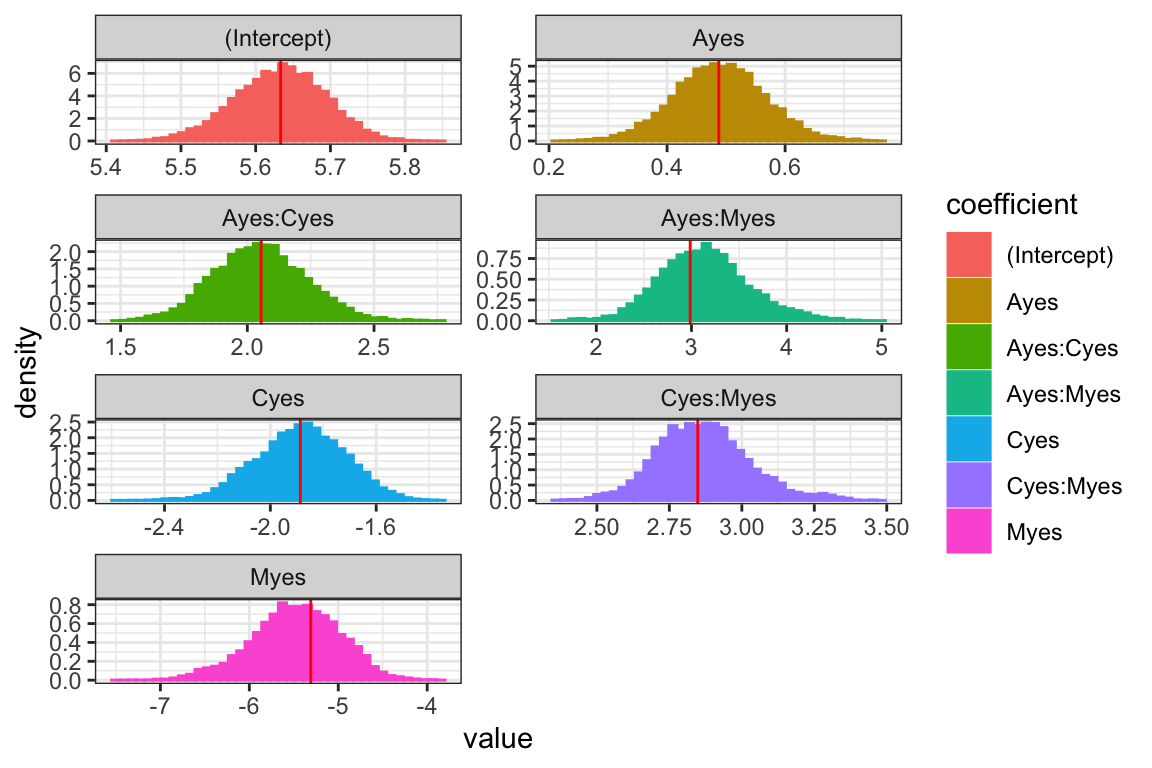 (Intercept)
6
4
2
0
5.4 5.5 5.6 5.7 5.8
Ayes
5
4
3
2
1
0
0.2 0.4 0.6
Ayes:Cyes
2.0
1.5
1.0
0.5
0.0
1.5 2.0 2.5
Ayes:Myes
0.75
0.50
0.25
0.00
2 3 4 5
Cyes
2.5
2.0
1.5
1.0
0.5
0.0
-2.4 -2.0 -1.6
Cyes:Myes
2.5
2.0
1.5
1.0
0.5
0.0
2.50 2.75 3.00 3.25 3.50
Myes
0.8
0.6
0.4
0.2
0.0
-7 -6 -5 -4
density
value
coefficient
(Intercept)
Ayes
Ayes:Cyes
Ayes:Myes
Cyes
Cyes:Myes
Myes